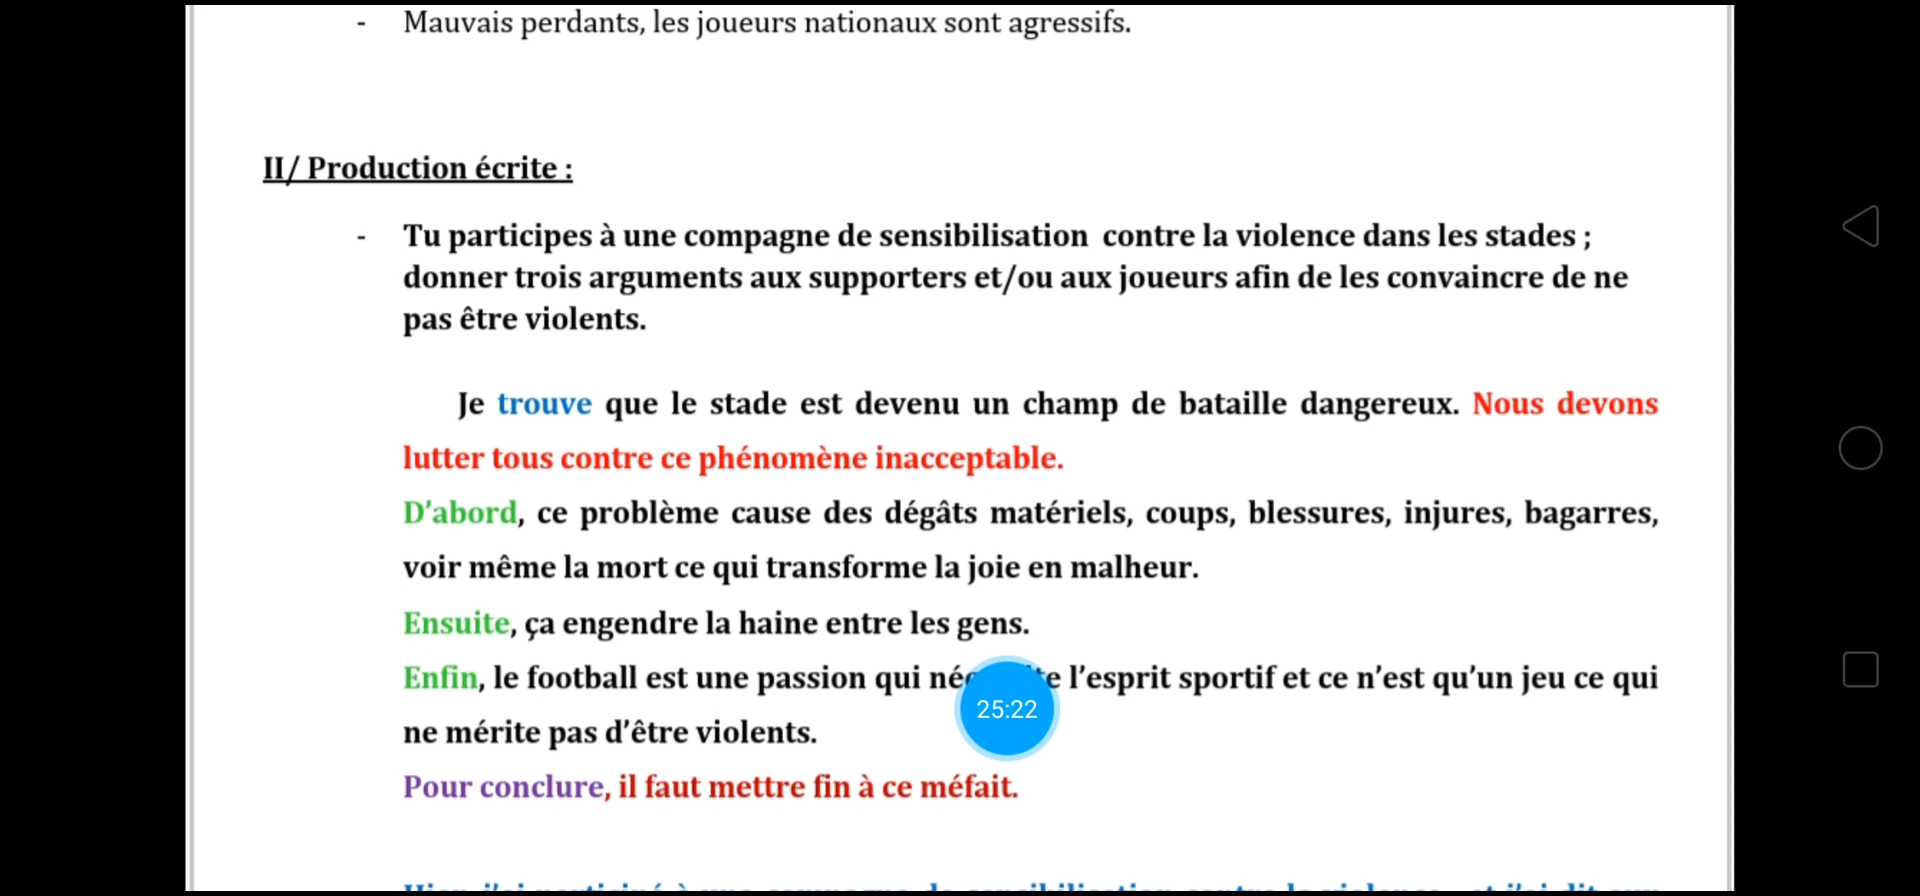 - Mauvais perdants, les joueurs nationaux sont agressifs.
II/ Production écrite :
- Tu participes à une compagne de sensibilisation contre la violence dans les stades ;
donner trois arguments aux supporters et/ou aux joueurs afin de les convaincre de ne
pas être violents.
Je trouve que le stade est devenu un champ de bataille dangereux. Nous devons
lutter tous contre ce phénomène inacceptable.
D'abord, ce problème cause des dégâts matériels, coups, blessures, injures, bagarres,
voir même la mort ce qui transforme la joie en malheur.
Ensuite, ça engendre la haine entre les gens.
Enfin, le football est une passion qui l'esprit sportif et ce n'est qu'un jeu ce qui
ne mérite pas d'être violents.
25:22
Pour conclure, il faut mettre fin à ce méfait.